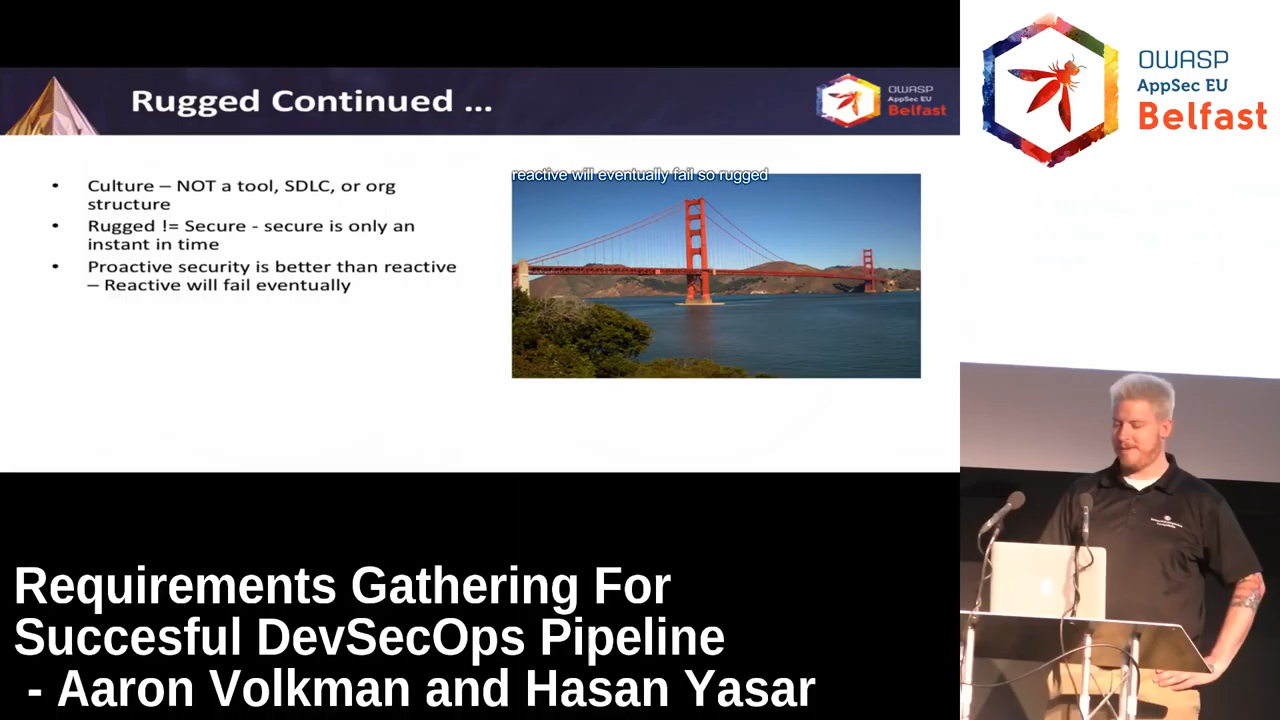 Rugged Continued ...
OWASP
AppSec EU
Belfast
• Culture – NOT a tool, SDLC, or org
structure
• Rugged != Secure - secure is only an
instant in time
• Proactive security is better than reactive
– Reactive will fail eventually
reactive will eventually fail so rugged
OWASP
AppSec EU
Belfast
Requirements Gathering For
Succesful DevSecOps Pipeline
- Aaron Volkman and Hasan Yasar